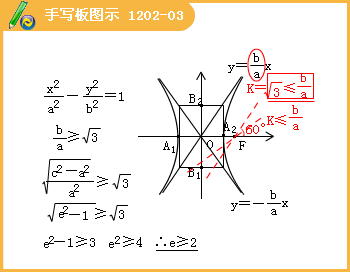 手写板图示 1202-03
y=b/a x
K=√3≤b/a
x²/a²-y²/b²=1
B₂
K≤b/a
b/a≥√3
A₁ O A₂ 60° F
√(c²-a²)/a²≥√3
B₁
√(e²-1)≥√3
y=-b/a x
e²-1≥3 e²≥4 ∴e≥2